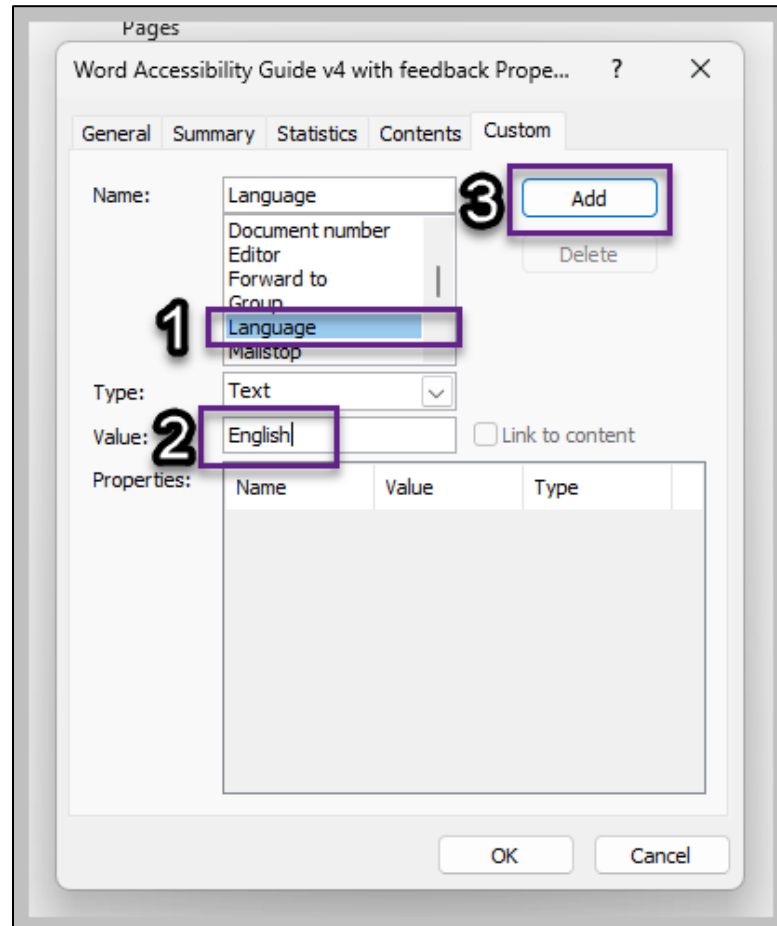 Pages
Word Accessibility Guide v4 with feedback Prope... ?
General Summary Statistics Contents Custom
Name: Language 3 Add
Document number
Editor Delete
Forward to
Group
1 Language
Mailstop
Type: Text
Value: 2 English Link to content
Properties: Name Value Type
OK Cancel